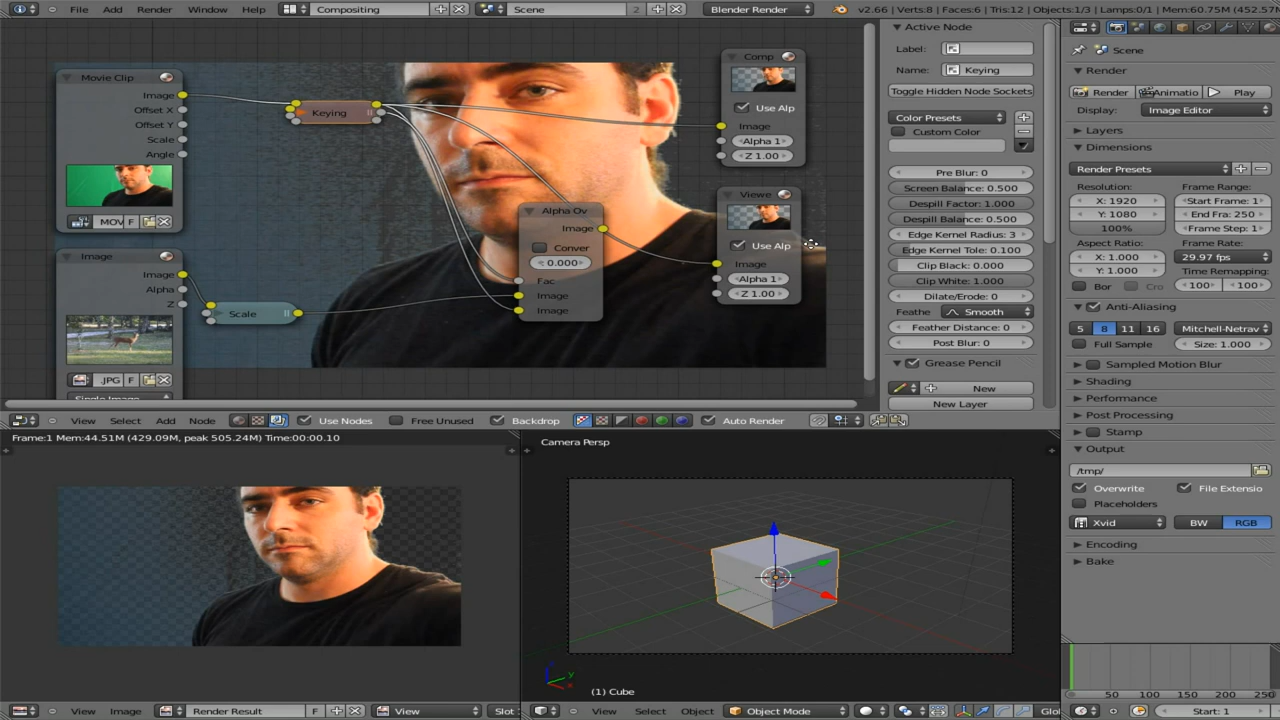 File Add Render Window Help Compositing Scene 2 Blender Render v2.66 | Verts:8 | Faces:6 | Tris:12 | Objects:1/3 | Lamps:0/1 | Mem:60.75M (452.57M
Movie Clip
Image
Offset X
Offset Y
Scale
Angle
MOV F
Image
Image
Alpha
Z
.JPG F
Single Image
Keying
Scale
Alpha Ov
Image
Conver
0.000
Fac
Image
Image
Comp
Use Alp
Image
Alpha 1
Z 1.00
Viewe
Use Alp
Image
Alpha 1
Z 1.00
Active Node
Label:
Name: Keying
Toggle Hidden Node Sockets
Color Presets
Custom Color
Pre Blur: 0
Screen Balance: 0.500
Despill Factor: 1.000
Despill Balance: 0.500
Edge Kernel Radius: 3
Edge Kernel Tole: 0.100
Clip Black: 0.000
Clip White: 1.000
Dilate/Erode: 0
Feathe Smooth
Feather Distance: 0
Post Blur: 0
Grease Pencil
New
New Layer
View Select Add Node Use Nodes Free Unused Backdrop Auto Render
Scene
Render
Render Animatio Play
Display: Image Editor
Layers
Dimensions
Render Presets
Resolution: Frame Range:
X: 1920 Start Frame: 1
Y: 1080 End Fra: 250
100% Frame Step: 1
Aspect Ratio: Frame Rate:
X: 1.000 29.97 fps
Y: 1.000 Time Remapping:
Bor Cro 100 100
Anti-Aliasing
5 8 11 16 Mitchell-Netrav
Full Sample Size: 1.000
Sampled Motion Blur
Shading
Performance
Post Processing
Stamp
Output
/tmp/
Overwrite File Extensio
Placeholders
Xvid BW RGB
Encoding
Bake
Frame:1 Mem:44.51M (429.09M, peak 505.24M) Time:00:00.10
View Image Render Result F View Slot
Camera Persp
z
y
x
(1) Cube
View Select Object Object Mode Glol
0 50 100 150 200 250
Start: 1